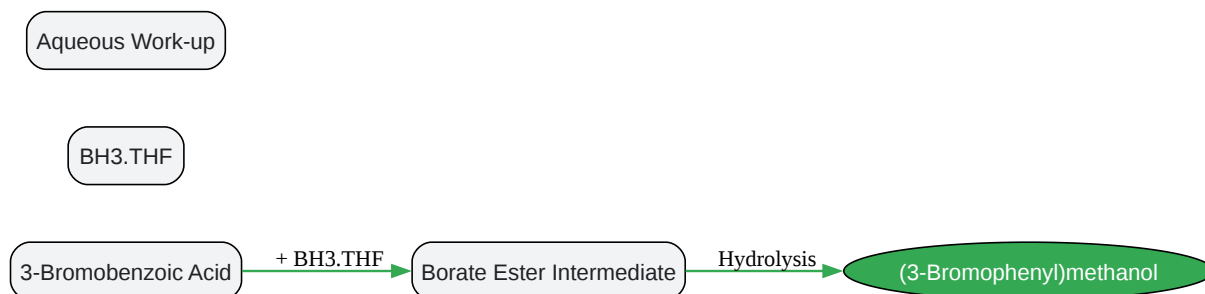 Aqueous Work-up
BH3.THF
3-Bromobenzoic Acid
+ BH3.THF
Borate Ester Intermediate
Hydrolysis
(3-Bromophenyl)methanol